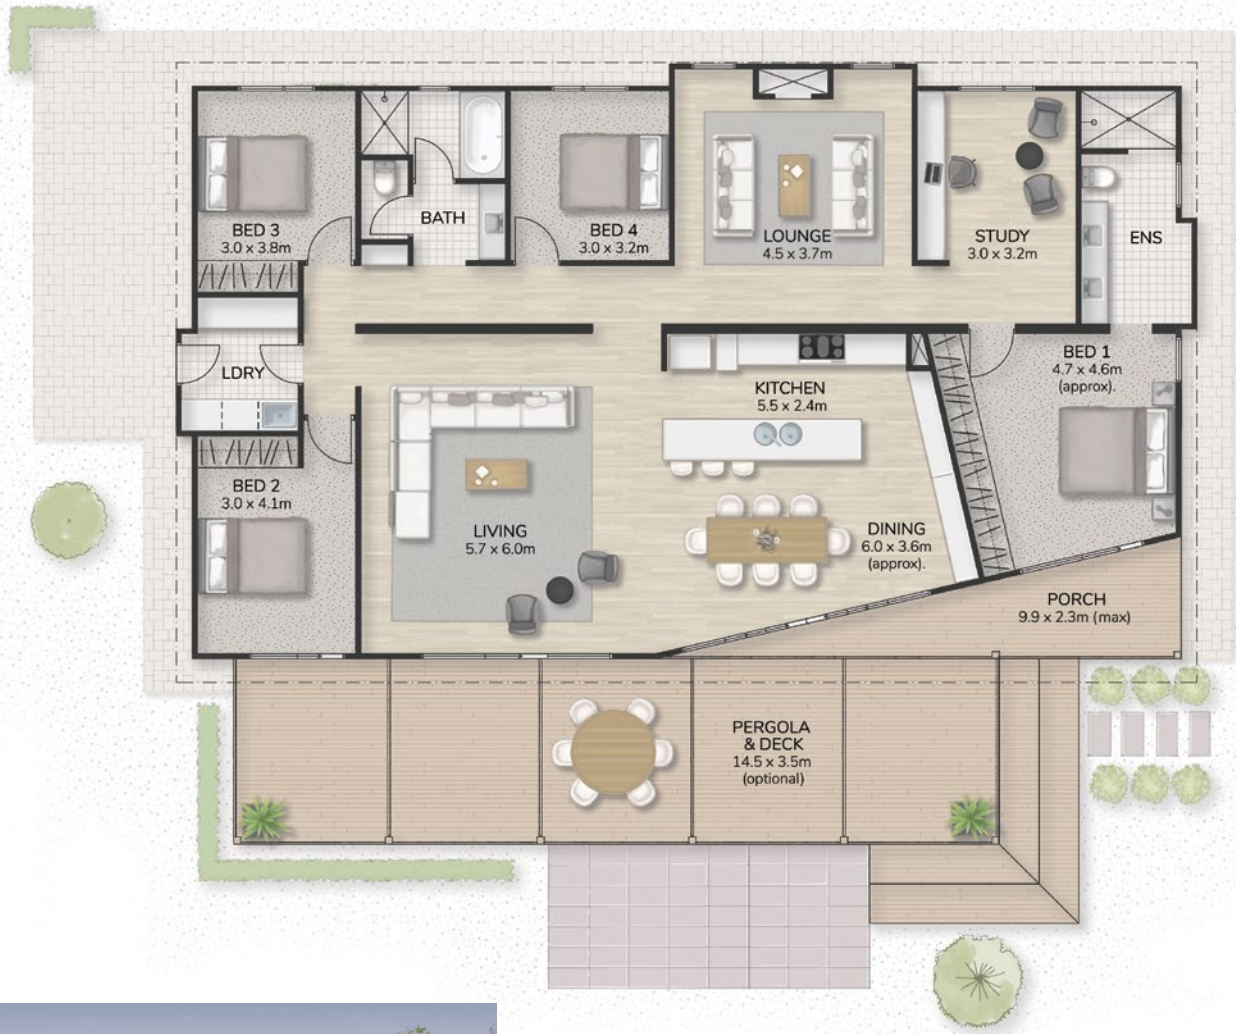 BED 3
3.0 x 3.8m
BATH
BED 4
3.0 x 3.2m
LOUNGE
4.5 x 3.7m
STUDY
3.0 x 3.2m
ENS
LDRY
KITCHEN
5.5 x 2.4m
BED 1
4.7 x 4.6m
(approx).
BED 2
3.0 x 4.1m
LIVING
5.7 x 6.0m
DINING
6.0 x 3.6m
(approx).
PORCH
9.9 x 2.3m (max)
PERGOLA
& DECK
14.5 x 3.5m
(optional)